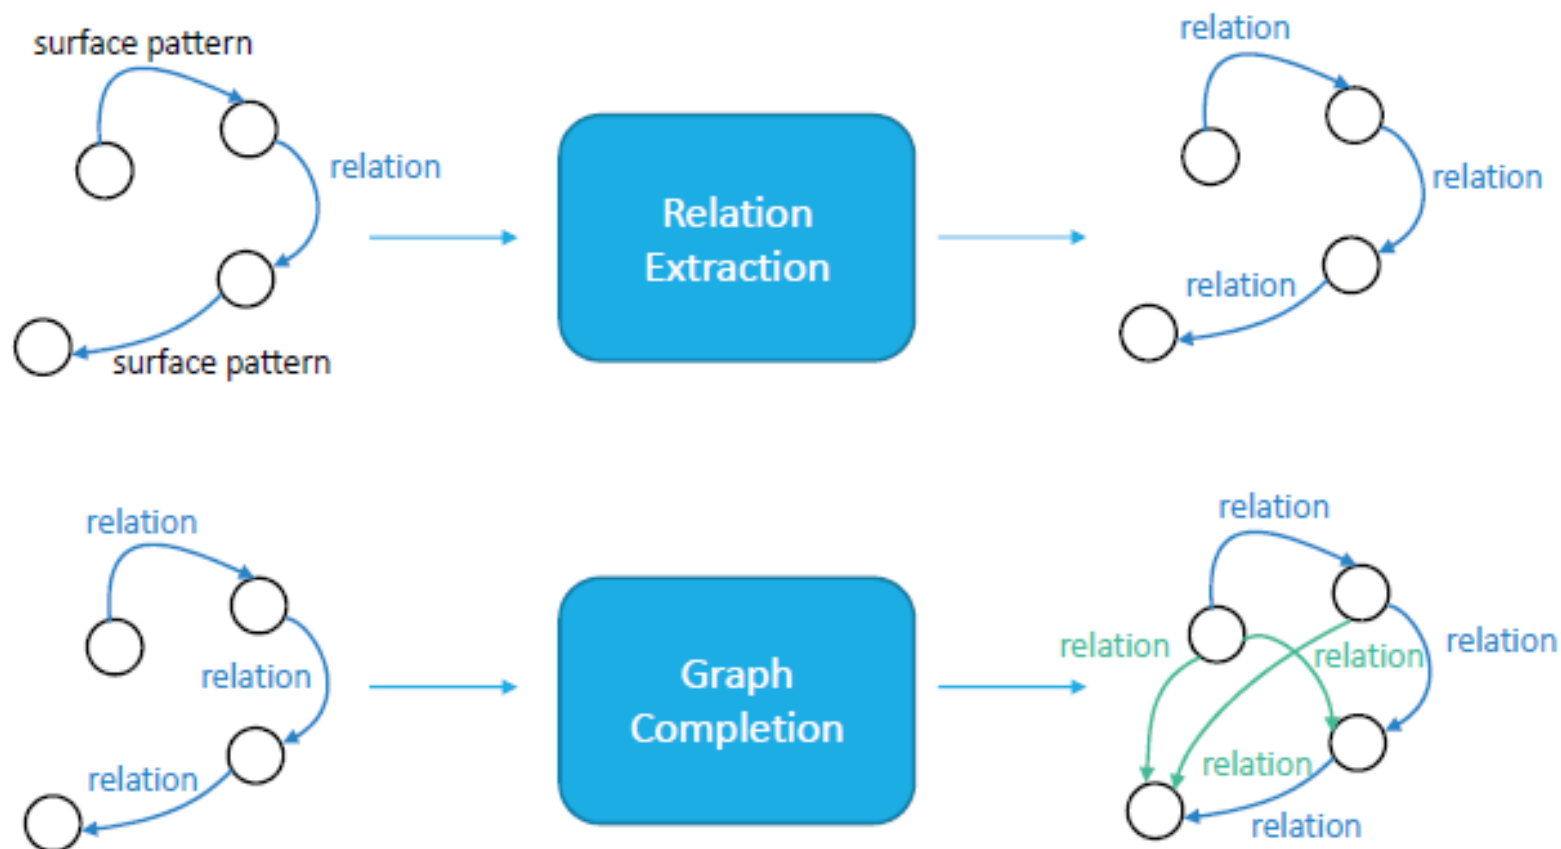 surface pattern
relation
surface pattern
Relation
Extraction
relation
relation
relation
relation
relation
relation
Graph
Completion
relation
relation
relation
relation
relation
relation